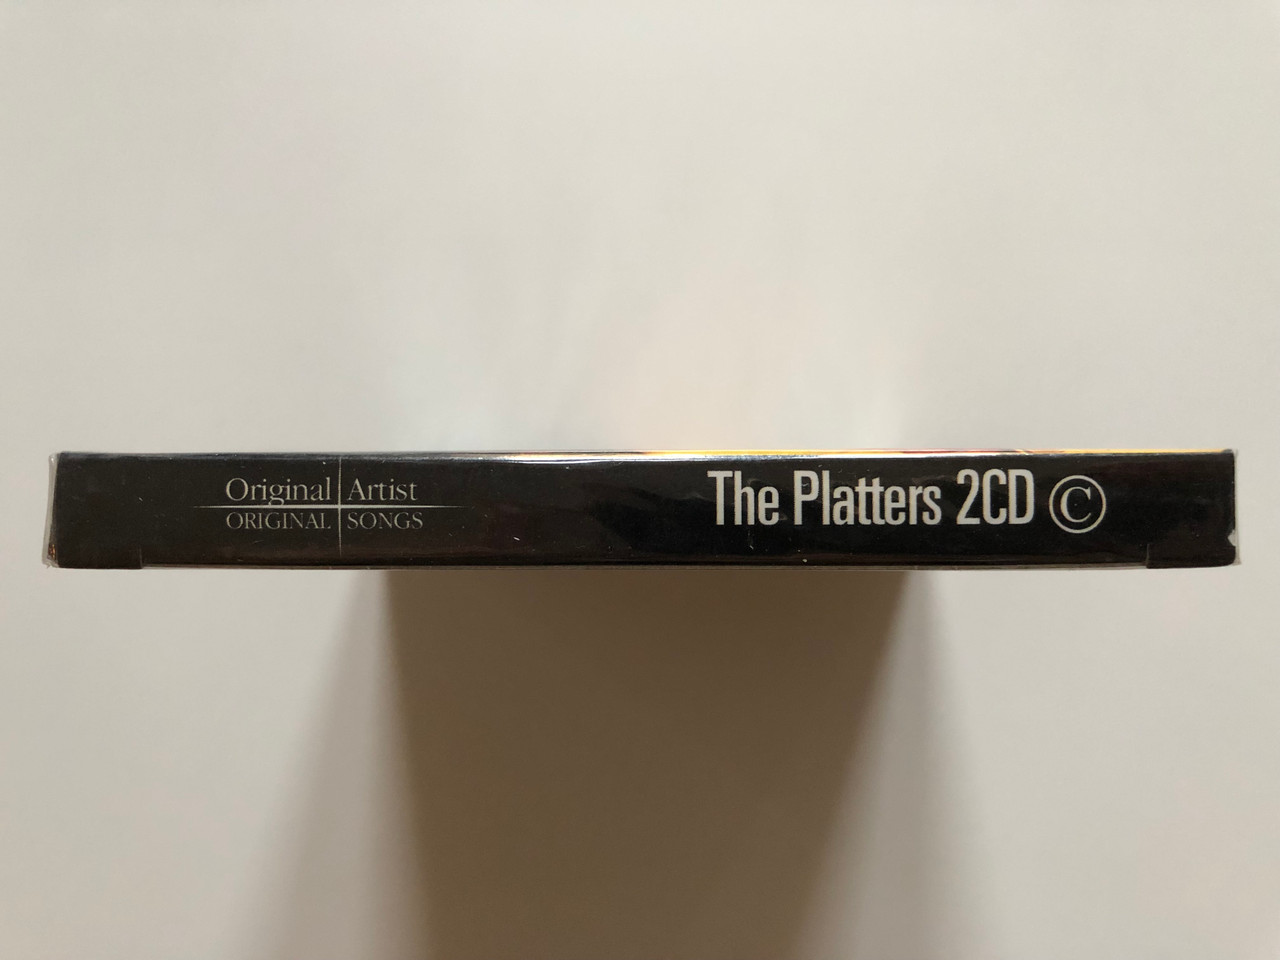 Original Artist
ORIGINAL SONGS
The Platters 2CD ©